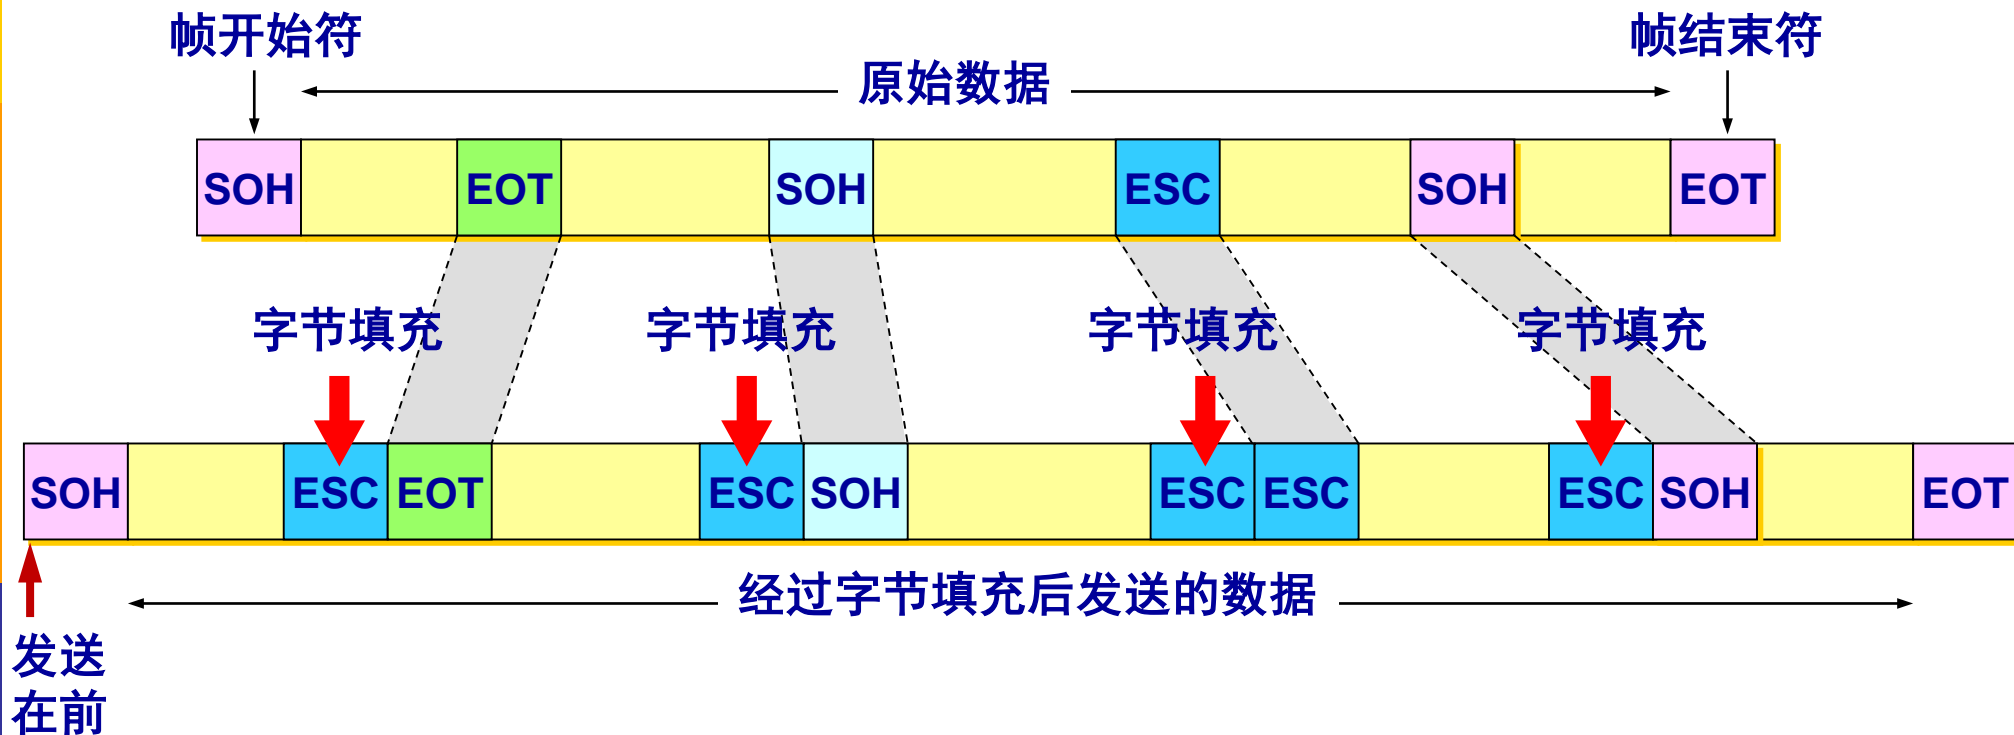 帧开始符
帧结束符
原始数据
SOH EOT SOH ESC SOH EOT
字节填充 字节填充 字节填充 字节填充
SOH ESC EOT ESC SOH ESC ESC ESC SOH EOT
经过字节填充后发送的数据
发送
在前